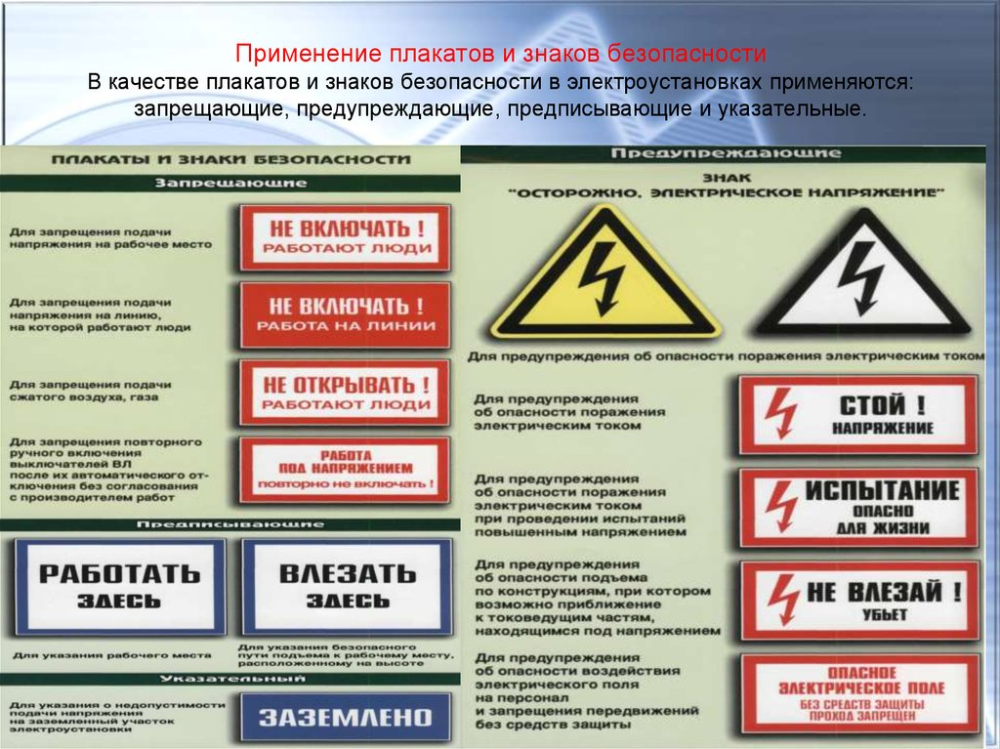 Применение плакатов и знаков безопасности
В качестве плакатов и знаков безопасности в электроустановках применяются:
запрещающие, предупреждающие, предписывающие и указательные.
ПЛАКАТЫ И ЗНАКИ БЕЗОПАСНОСТИ
Запрещающие
Для запрещения подачи
напряжения на рабочее место
НЕ ВКЛЮЧАТЬ !
РАБОТАЮТ ЛЮДИ
Для запрещения подачи
напряжения на линию,
на которой работают люди
НЕ ВКЛЮЧАТЬ !
РАБОТА НА ЛИНИИ
Для запрещения подачи
сжатого воздуха, газа
НЕ ОТКРЫВАТЬ !
РАБОТАЮТ ЛЮДИ
Для запрещения повторного
ручного включения
выключателей ВЛ
после их автоматического от-
ключения без согласования
с производителем работ
РАБОТА
ПОД НАПРЯЖЕНИЕМ
ПОВТОРНО НЕ ВКЛЮЧАТЬ !
Предписывающие
РАБОТАТЬ
ЗДЕСЬ
ВЛЕЗАТЬ
ЗДЕСЬ
Для указания рабочего места
Для указания безопасного
пути подъема к рабочему месту,
расположенному на высоте
Указательный
Для указания о недопустимости
подачи напряжения
на заземленный участок
электроустановки
ЗАЗЕМЛЕНО
Предупреждающие
ЗНАК
"ОСТОРОЖНО. ЭЛЕКТРИЧЕСКОЕ НАПРЯЖЕНИЕ"
Для предупреждения об опасности поражения электрическим током
Для предупреждения
об опасности поражения
электрическим током
СТОЙ !
НАПРЯЖЕНИЕ
Для предупреждения
об опасности поражения
электрическим током
при проведении испытаний
повышенным напряжением
ИСПЫТАНИЕ
ОПАСНО
ДЛЯ ЖИЗНИ
Для предупреждения
об опасности подъема
по конструкциям, при котором
возможно приближение
к токоведущим частям,
находящимся под напряжением
НЕ ВЛЕЗАЙ !
УБЬЕТ
Для предупреждения
об опасности воздействия
электрического поля
на персонал
и запрещения передвижений
без средств защиты
ОПАСНОЕ
ЭЛЕКТРИЧЕСКОЕ ПОЛЕ
БЕЗ СРЕДСТВ ЗАЩИТЫ
ПРОХОД ЗАПРЕЩЕН